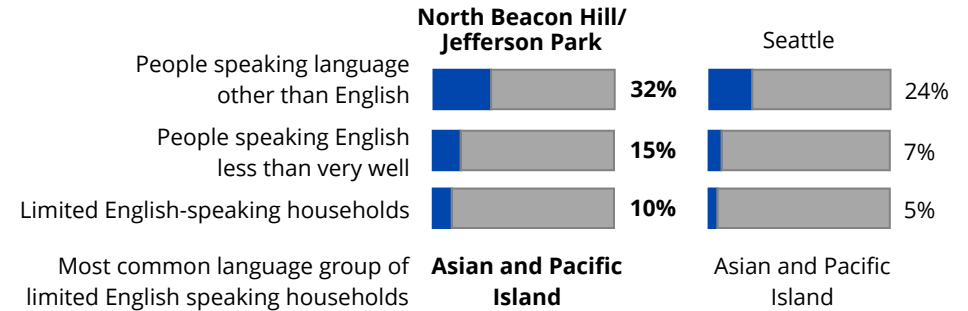 North Beacon Hill/
Jefferson Park
Seattle
People speaking language
other than English
32%
24%
People speaking English
less than very well
15%
7%
Limited English-speaking households
10%
5%
Most common language group of
limited English speaking households
Asian and Pacific
Island
Asian and Pacific
Island